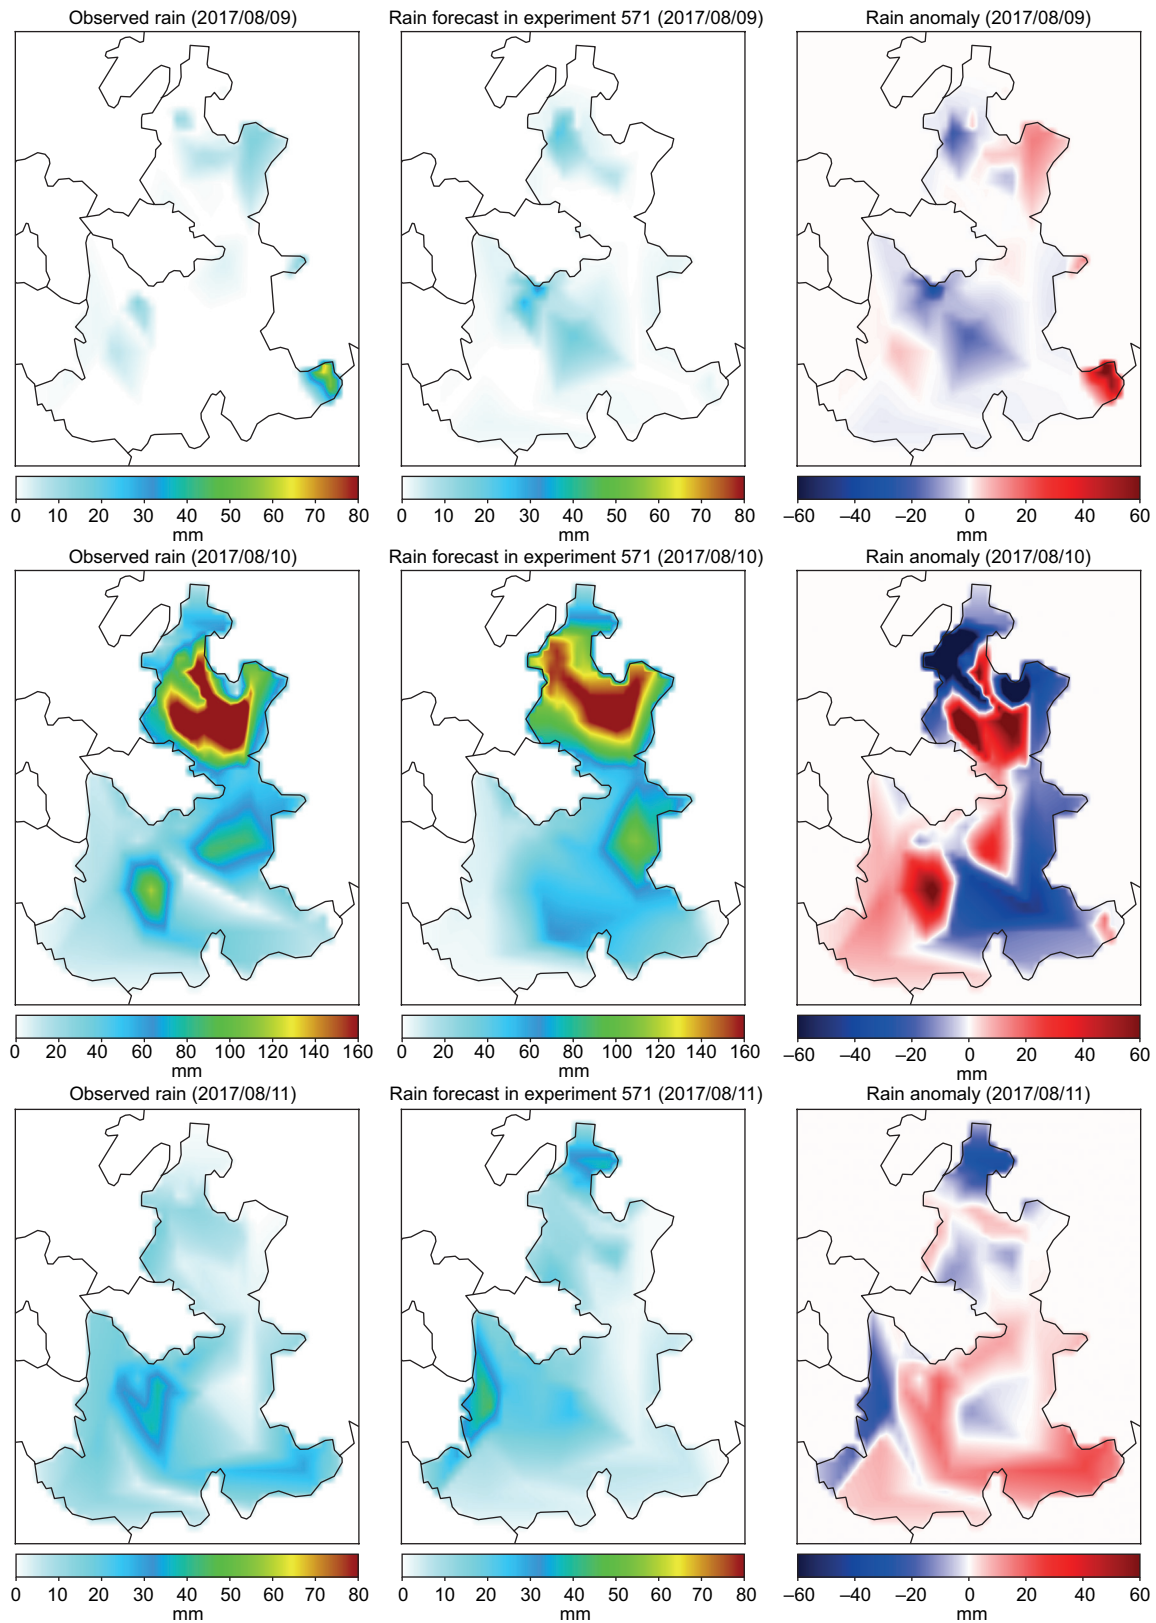 Observed rain (2017/08/09)
Rain forecast in experiment 571 (2017/08/09)
Rain anomaly (2017/08/09)
0 10 20 30 40 50 60 70 80
mm
0 10 20 30 40 50 60 70 80
mm
−60 −40 −20 0 20 40 60
mm
Observed rain (2017/08/10)
Rain forecast in experiment 571 (2017/08/10)
Rain anomaly (2017/08/10)
0 20 40 60 80 100 120 140 160
mm
0 20 40 60 80 100 120 140 160
mm
−60 −40 −20 0 20 40 60
mm
Observed rain (2017/08/11)
Rain forecast in experiment 571 (2017/08/11)
Rain anomaly (2017/08/11)
0 10 20 30 40 50 60 70 80
mm
0 10 20 30 40 50 60 70 80
mm
−60 −40 −20 0 20 40 60
mm